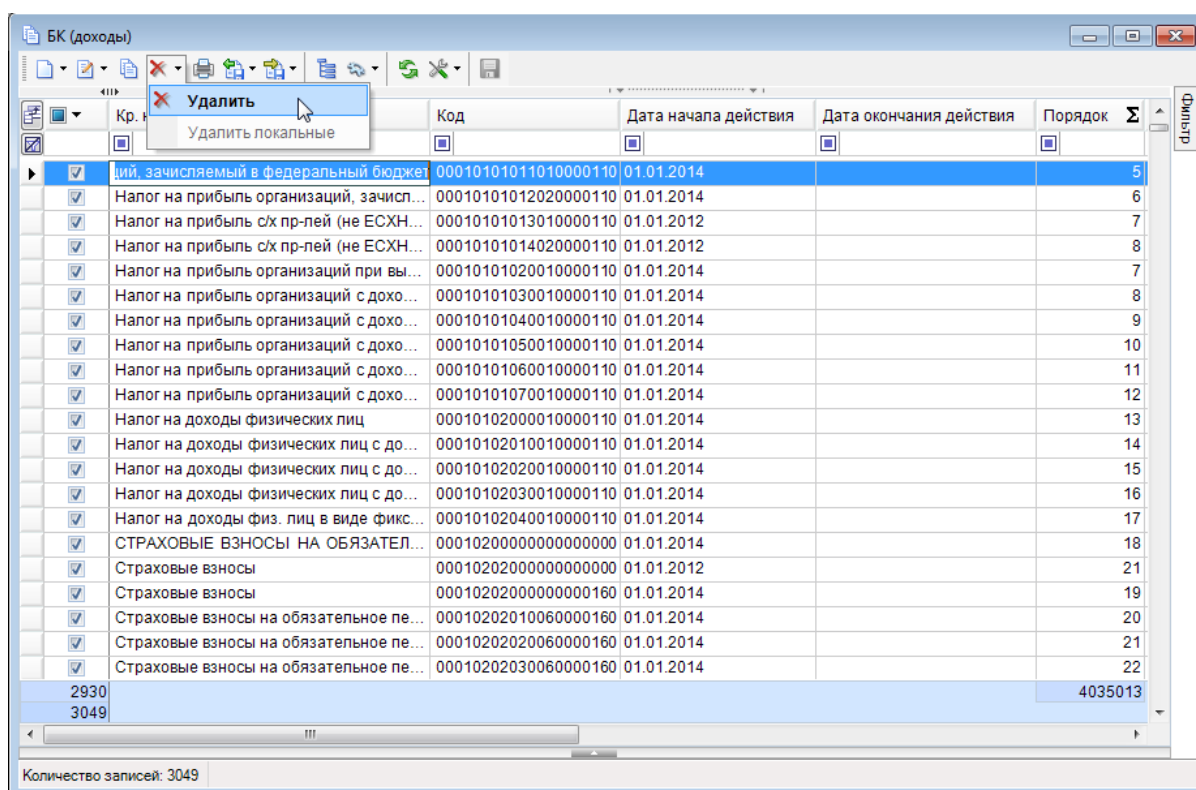 БК (доходы)
Удалить
Удалить локальные
Кр. Код Дата начала действия Дата окончания действия Порядок Σ
Фильтр
ций, зачисляемый в федеральный бюджет 00010101011010000110 01.01.2014 5
Налог на прибыль организаций, зачисл... 00010101012020000110 01.01.2014 6
Налог на прибыль с/х пр-лей (не ЕСХН... 00010101013010000110 01.01.2012 7
Налог на прибыль с/х пр-лей (не ЕСХН... 00010101014020000110 01.01.2012 8
Налог на прибыль организаций при вы... 00010101020010000110 01.01.2014 7
Налог на прибыль организаций с дохо... 00010101030010000110 01.01.2014 8
Налог на прибыль организаций с дохо... 00010101040010000110 01.01.2014 9
Налог на прибыль организаций с дохо... 00010101050010000110 01.01.2014 10
Налог на прибыль организаций с дохо... 00010101060010000110 01.01.2014 11
Налог на прибыль организаций с дохо... 00010101070010000110 01.01.2014 12
Налог на доходы физических лиц 00010102000010000110 01.01.2014 13
Налог на доходы физических лиц с до... 00010102010010000110 01.01.2014 14
Налог на доходы физических лиц с до... 00010102020010000110 01.01.2014 15
Налог на доходы физических лиц с до... 00010102030010000110 01.01.2014 16
Налог на доходы физ. лиц в виде фикс... 00010102040010000110 01.01.2014 17
СТРАХОВЫЕ ВЗНОСЫ НА ОБЯЗАТЕЛ... 00010200000000000000 01.01.2014 18
Страховые взносы 00010202000000000000 01.01.2012 21
Страховые взносы 00010202000000000160 01.01.2014 19
Страховые взносы на обязательное пе... 00010202010060000160 01.01.2014 20
Страховые взносы на обязательное пе... 00010202020060000160 01.01.2014 21
Страховые взносы на обязательное пе... 00010202030060000160 01.01.2014 22
2930 4035013
3049
Количество записей: 3049